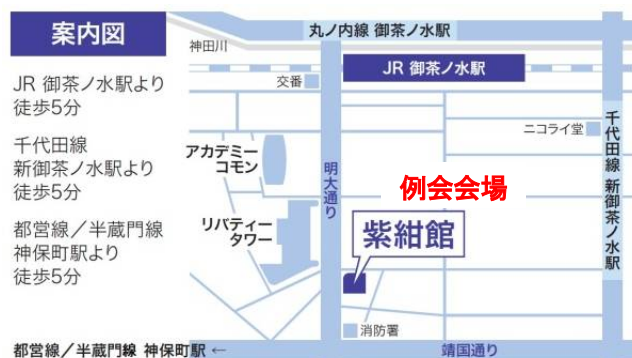 案内図
JR 御茶ノ水駅より
徒歩5分
千代田線
新御茶ノ水駅より
徒歩5分
都営線／半蔵門線
神保町駅より
徒歩5分
丸ノ内線 御茶ノ水駅
神田川
JR 御茶ノ水駅
交番
ニコライ堂
千代田線 新御茶ノ水駅
アカデミー
コモン
明大通り
例会会場
リバティー
タワー
紫紺館
消防署
都営線／半蔵門線 神保町駅 ←
靖国通り